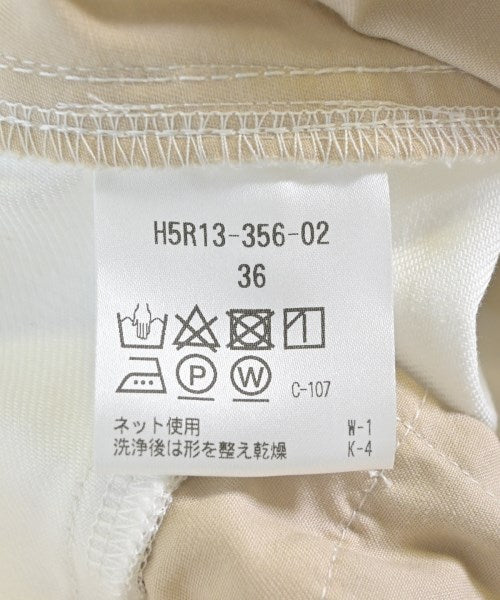 H5R13-356-02
36
P W C-107
ネット使用 W-1
洗浄後は形を整え乾燥 K-4